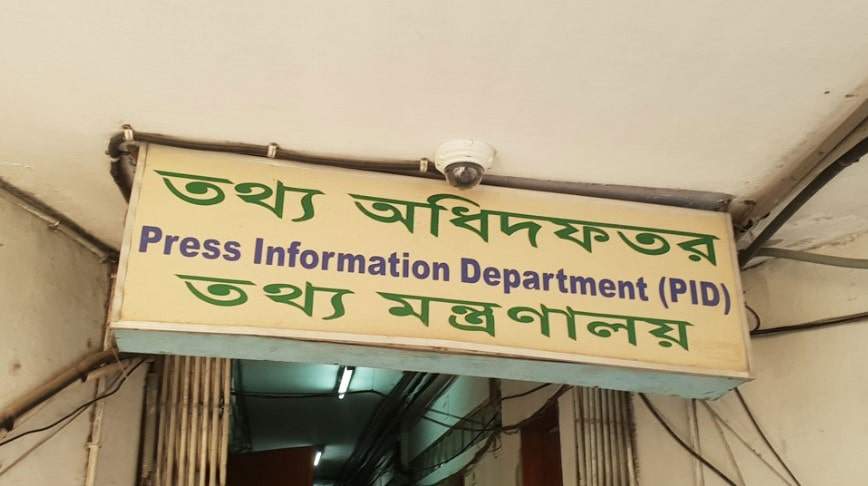 তথ্য অধিদফতর
Press Information Department (PID)
তথ্য মন্ত্রণালয়